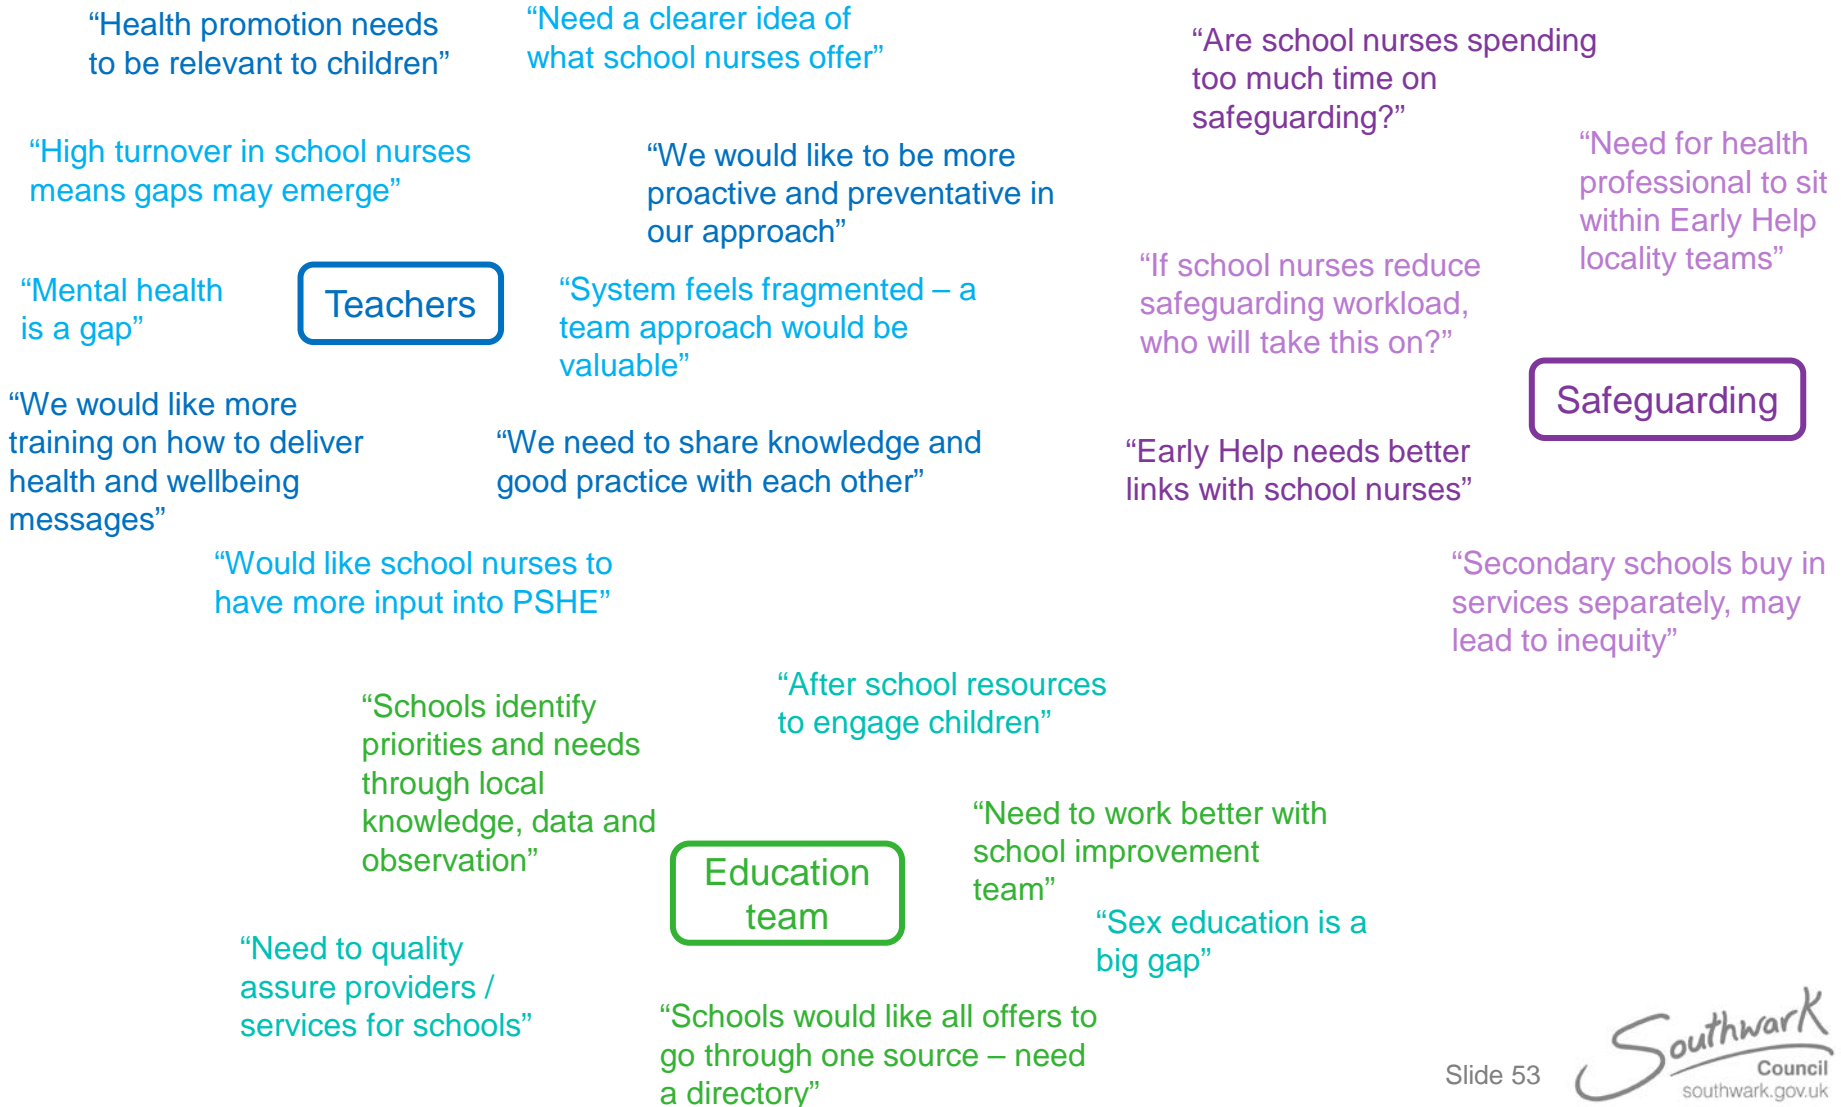 “Health promotion needs
to be relevant to children”
“Need a clearer idea of
what school nurses offer”
“Are school nurses spending
too much time on
safeguarding?”
“High turnover in school nurses
means gaps may emerge”
“We would like to be more
proactive and preventative in
our approach”
“Need for health
professional to sit
within Early Help
locality teams”
“Mental health
is a gap”
Teachers
“System feels fragmented – a
team approach would be
valuable”
“If school nurses reduce
safeguarding workload,
who will take this on?”
Safeguarding
“We would like more
training on how to deliver
health and wellbeing
messages”
“We need to share knowledge and
good practice with each other”
“Early Help needs better
links with school nurses”
“Would like school nurses to
have more input into PSHE”
“Secondary schools buy in
services separately, may
lead to inequity”
“After school resources
to engage children”
“Schools identify
priorities and needs
through local
knowledge, data and
observation”
“Need to work better with
school improvement
team”
Education
team
“Sex education is a
big gap”
“Need to quality
assure providers /
services for schools”
“Schools would like all offers to
go through one source – need
a directory”
Slide 53
Southwark
Council
southwark.gov.uk